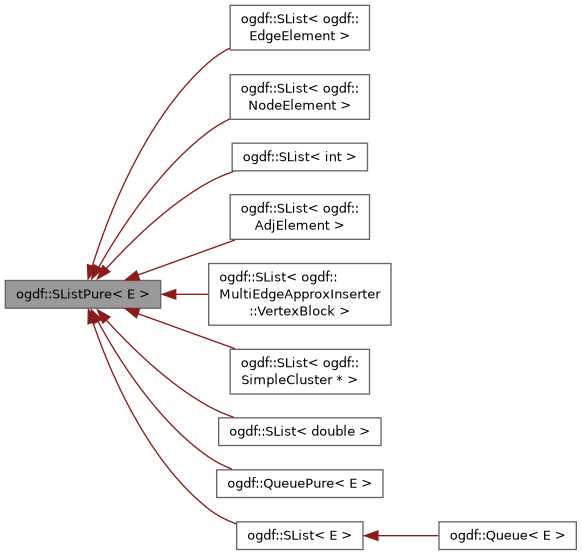 ogdf::SList< ogdf::
EdgeElement >
ogdf::SList< ogdf::
NodeElement >
ogdf::SList< int >
ogdf::SList< ogdf::
AdjElement >
ogdf::SListPure< E >
ogdf::SList< ogdf::
MultiEdgeApproxInserter
::VertexBlock >
ogdf::SList< ogdf::
SimpleCluster * >
ogdf::SList< double >
ogdf::QueuePure< E >
ogdf::SList< E >
ogdf::Queue< E >